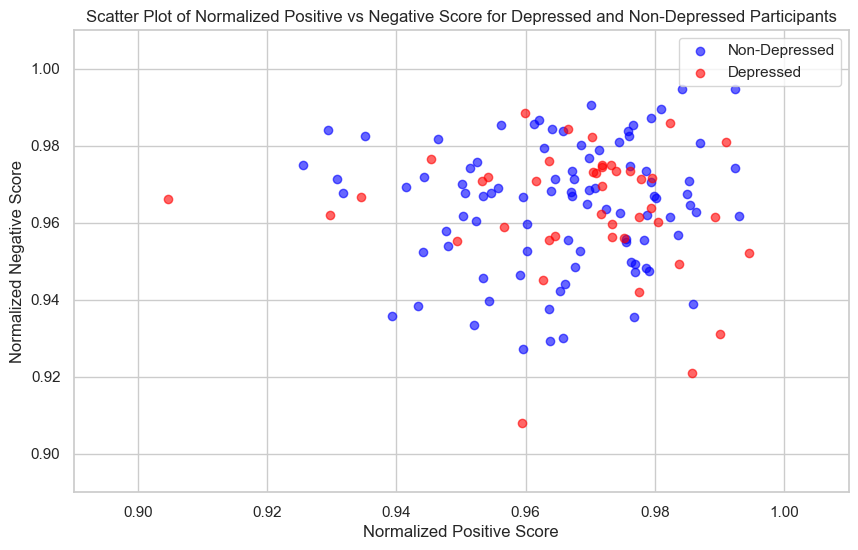 Scatter Plot of Normalized Positive vs Negative Score for Depressed and Non-Depressed Participants
Non-Depressed
Depressed
Normalized Negative Score
1.00
0.98
0.96
0.94
0.92
0.90
0.90 0.92 0.94 0.96 0.98 1.00
Normalized Positive Score